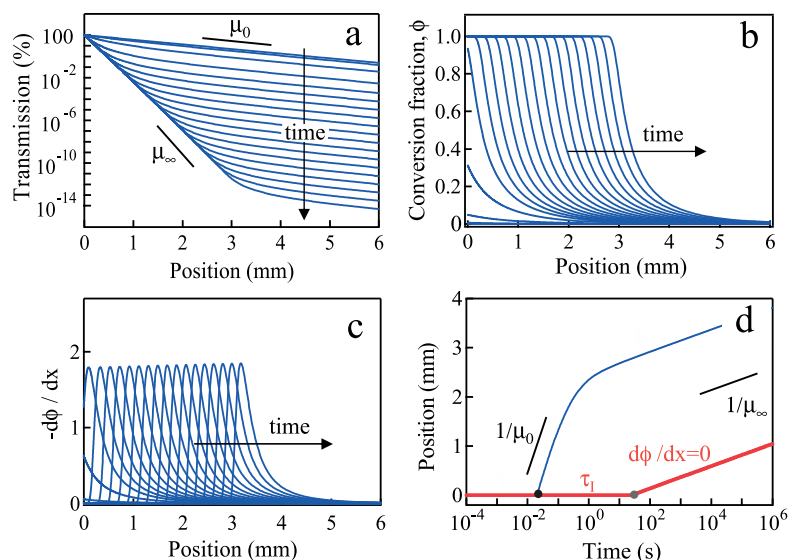 a
Transmission (%)
100
10⁻²
10⁻⁶
10⁻¹⁰
10⁻¹⁴
μ₀
time
μ∞
0 1 2 3 4 5 6
Position (mm)
b
Conversion fraction, ϕ
1.0
0.8
0.6
0.4
0.2
0
time
0 1 2 3 4 5 6
Position (mm)
c
-dϕ / dx
2
1
0
time
0 1 2 3 4 5 6
Position (mm)
d
Position (mm)
4
3
2
1
0
1/μ₀
1/μ∞
dϕ /dx=0
τ₁
10⁻⁴ 10⁻² 10⁰ 10² 10⁴ 10⁶
Time (s)